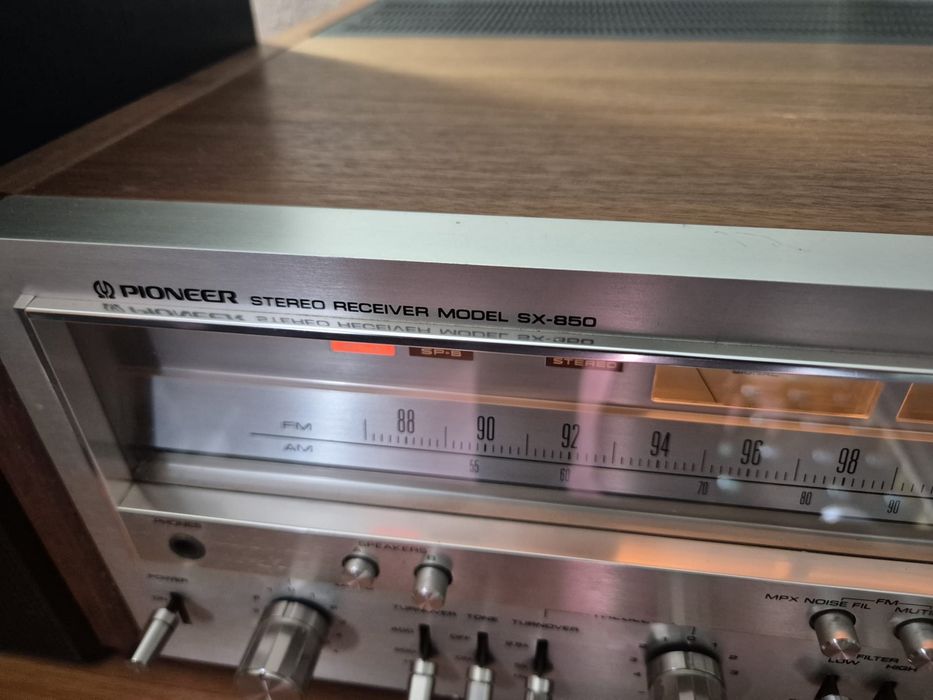 PIONEER STEREO RECEIVER MODEL SX-850
SP-B
STEREO
FM 88 90 92 94 96 98
AM 55 60 70 80 90
PHONES
SPEAKERS
POWER
MPX NOISE FIL FM
TURNOVER TONE TURNOVER
LOW FILTER HIGH